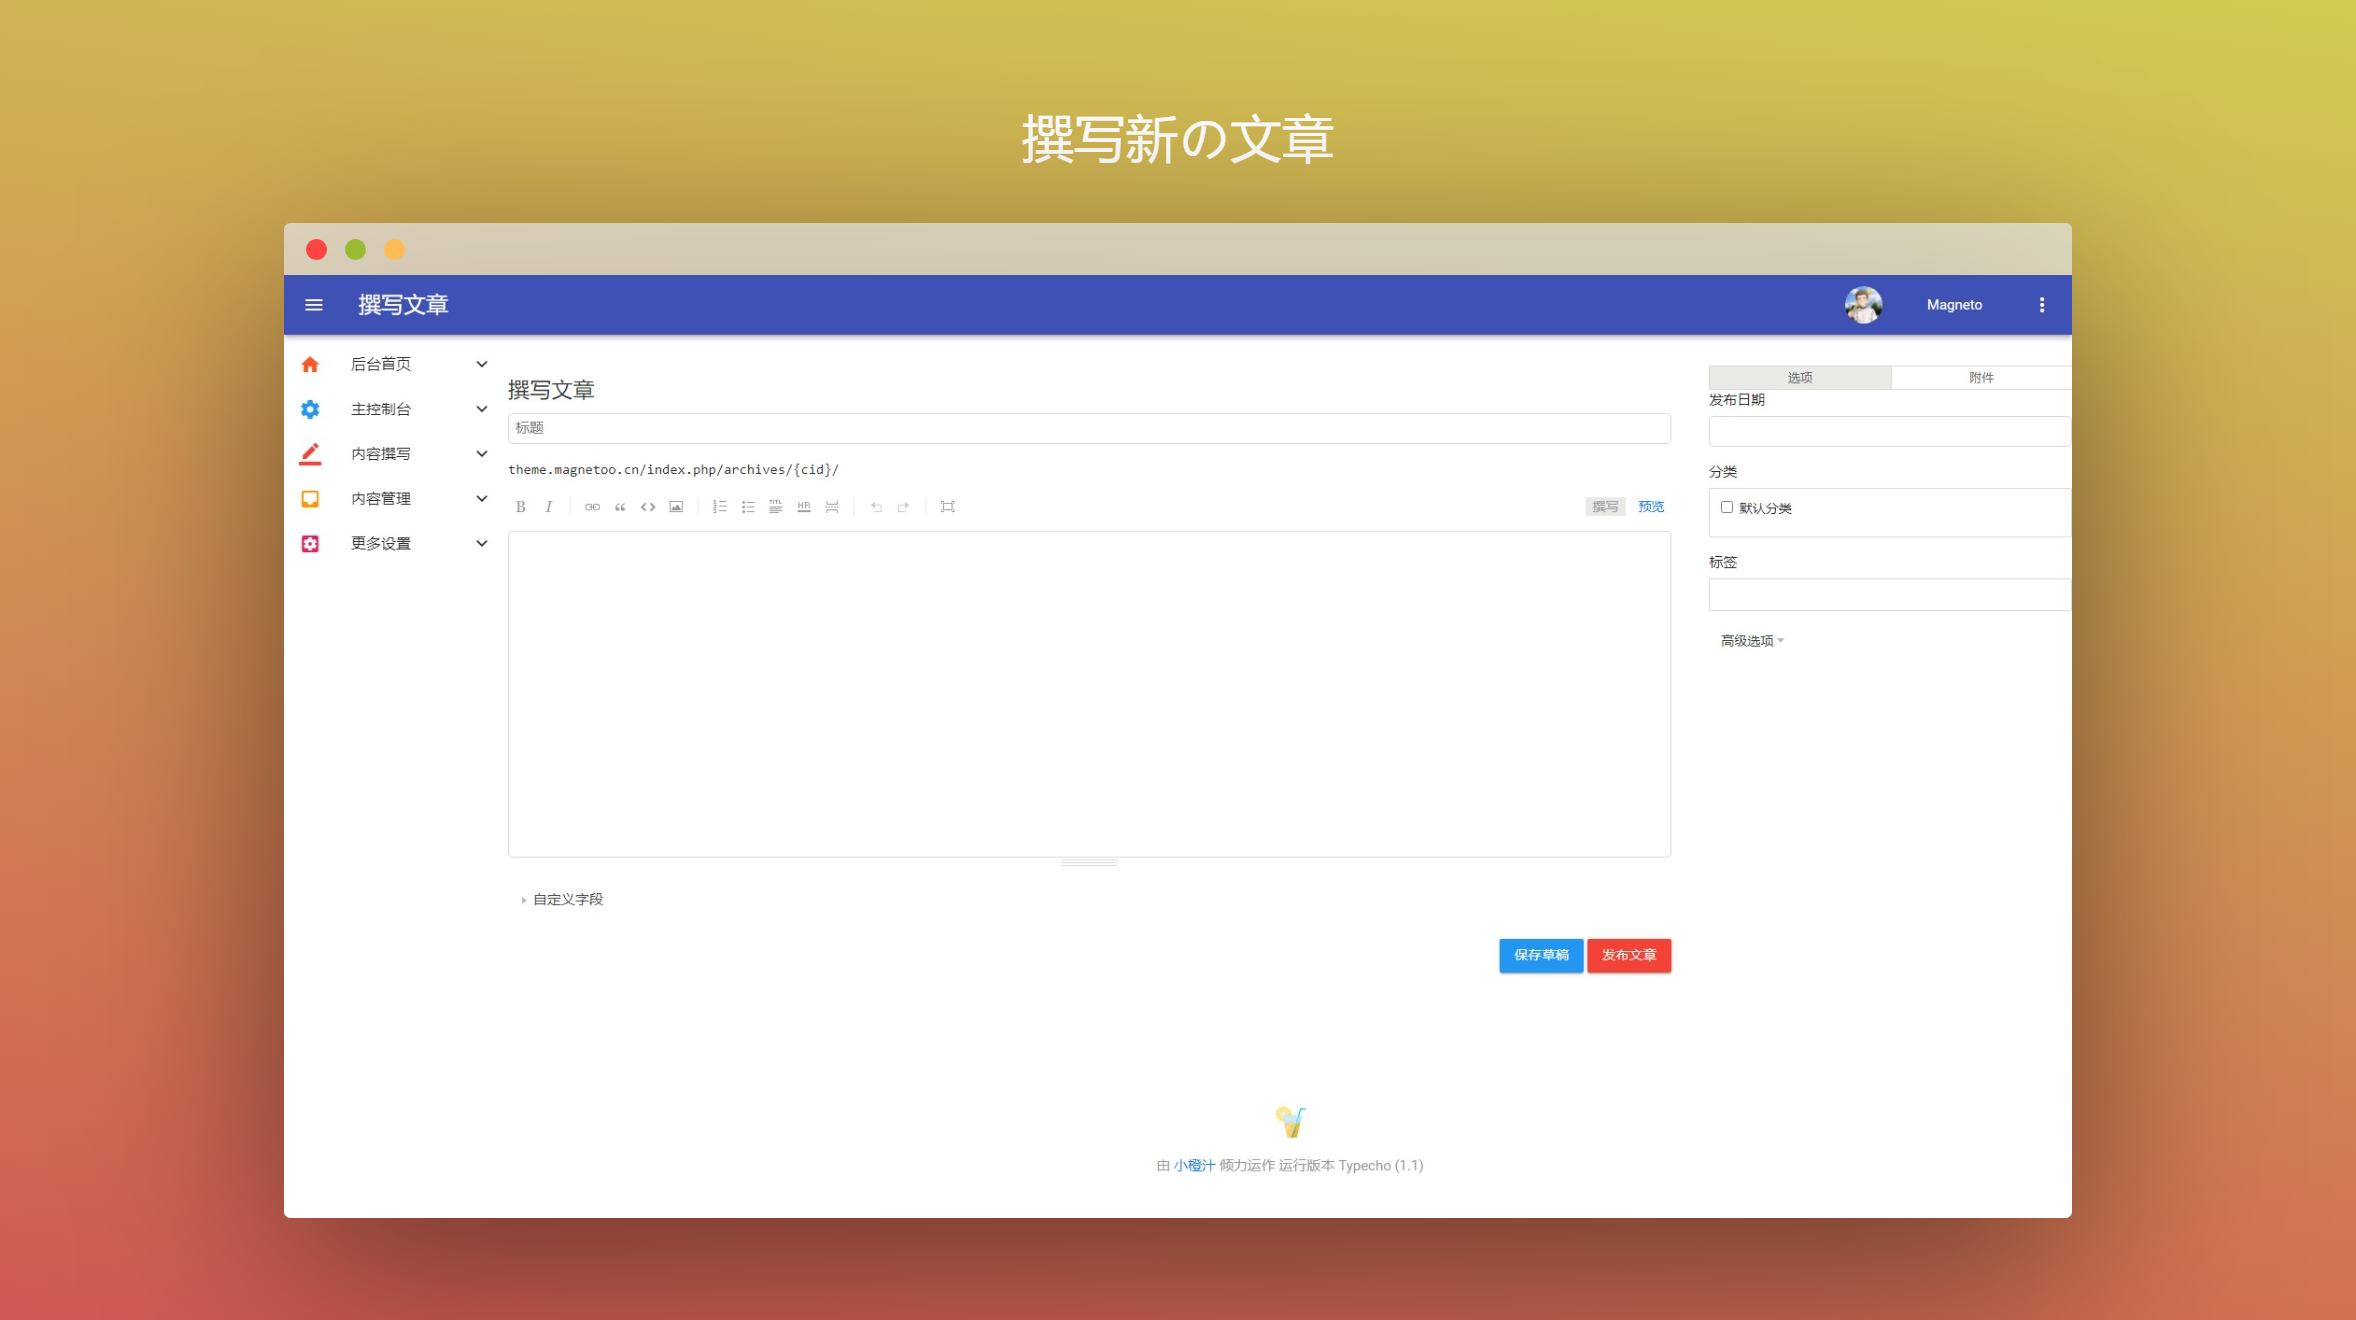 撰写新の文章
撰写文章
Magneto
后台首页
主控制台
内容撰写
内容管理
更多设置
撰写文章
标题
theme.magnetoo.cn/index.php/archives/{cid}/
B I TITL HR 撰写 预览
自定义字段
保存草稿 发布文章
选项 附件
发布日期
分类
默认分类
标签
高级选项
由 小橙汁 倾力运作 运行版本 Typecho (1.1)